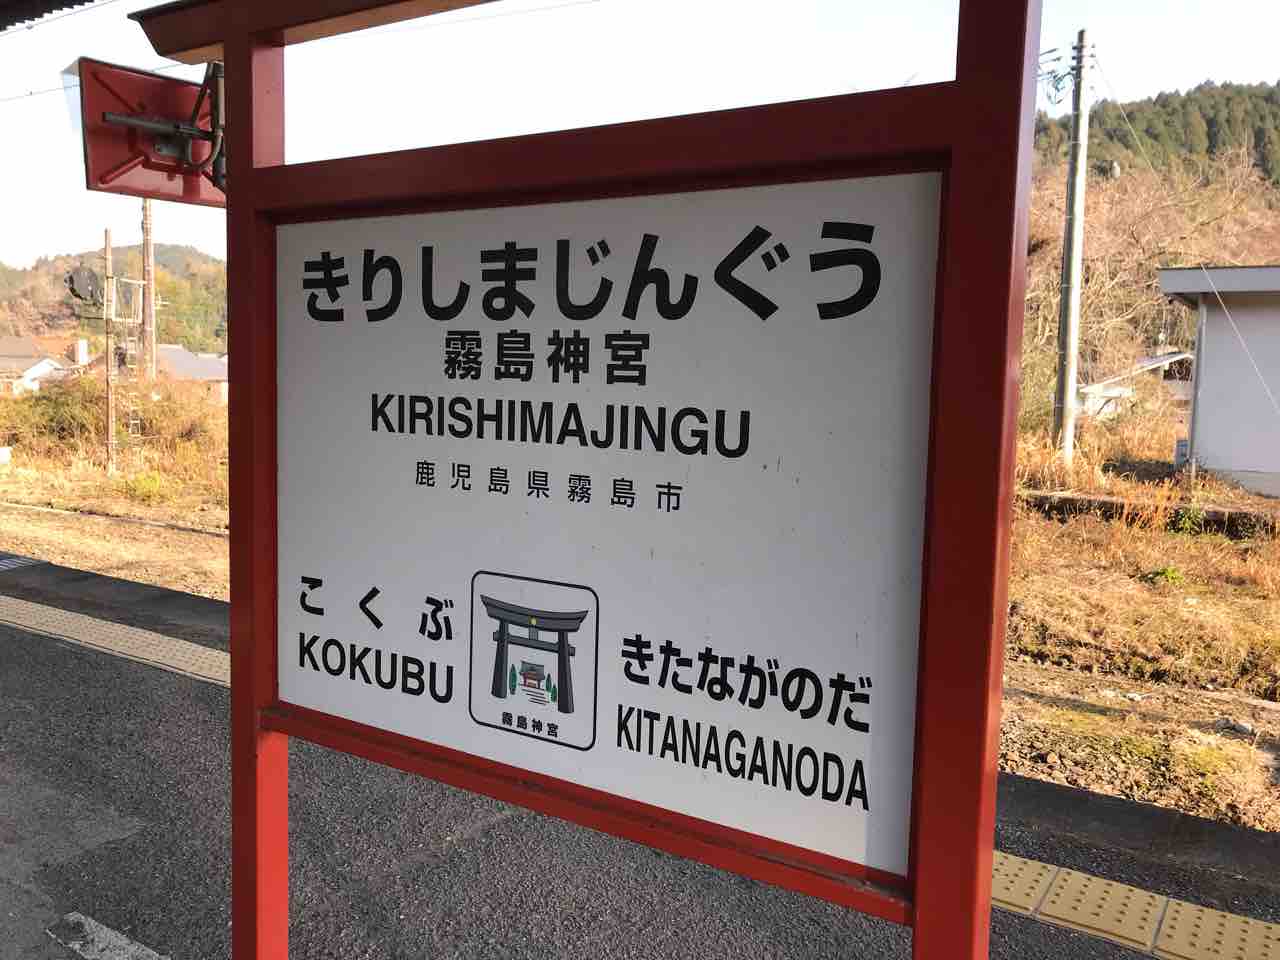 きりしまじんぐう
霧島神宮
KIRISHIMAJINGU
鹿児島県霧島市
こくぶ
KOKUBU
霧島神宮
きたながのだ
KITANAGANODA